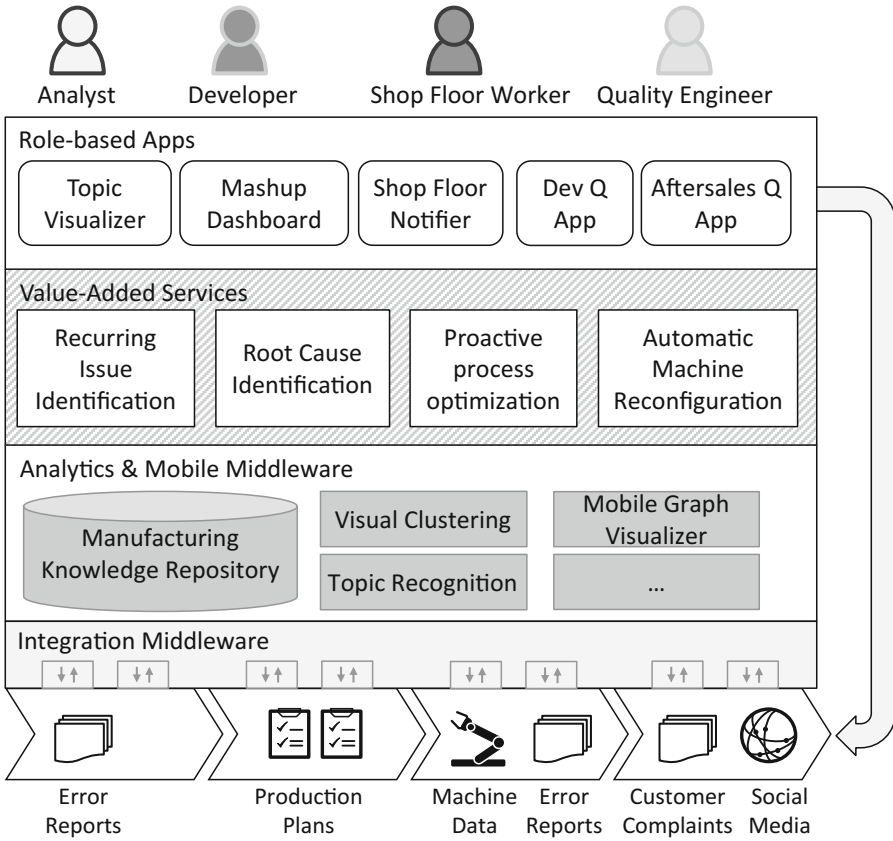 Analyst
Developer
Shop Floor Worker
Quality Engineer
Role-based Apps
Topic
Visualizer
Mashup
Dashboard
Shop Floor
Notifier
Dev Q
App
Aftersales Q
App
Value-Added Services
Recurring
Issue
Identification
Root Cause
Identification
Proactive
process
optimization
Automatic
Machine
Reconfiguration
Analytics & Mobile Middleware
Manufacturing
Knowledge Repository
Visual Clustering
Topic Recognition
Mobile Graph
Visualizer
...
Integration Middleware
Error
Reports
Production
Plans
Machine
Data
Error
Reports
Customer
Complaints
Social
Media